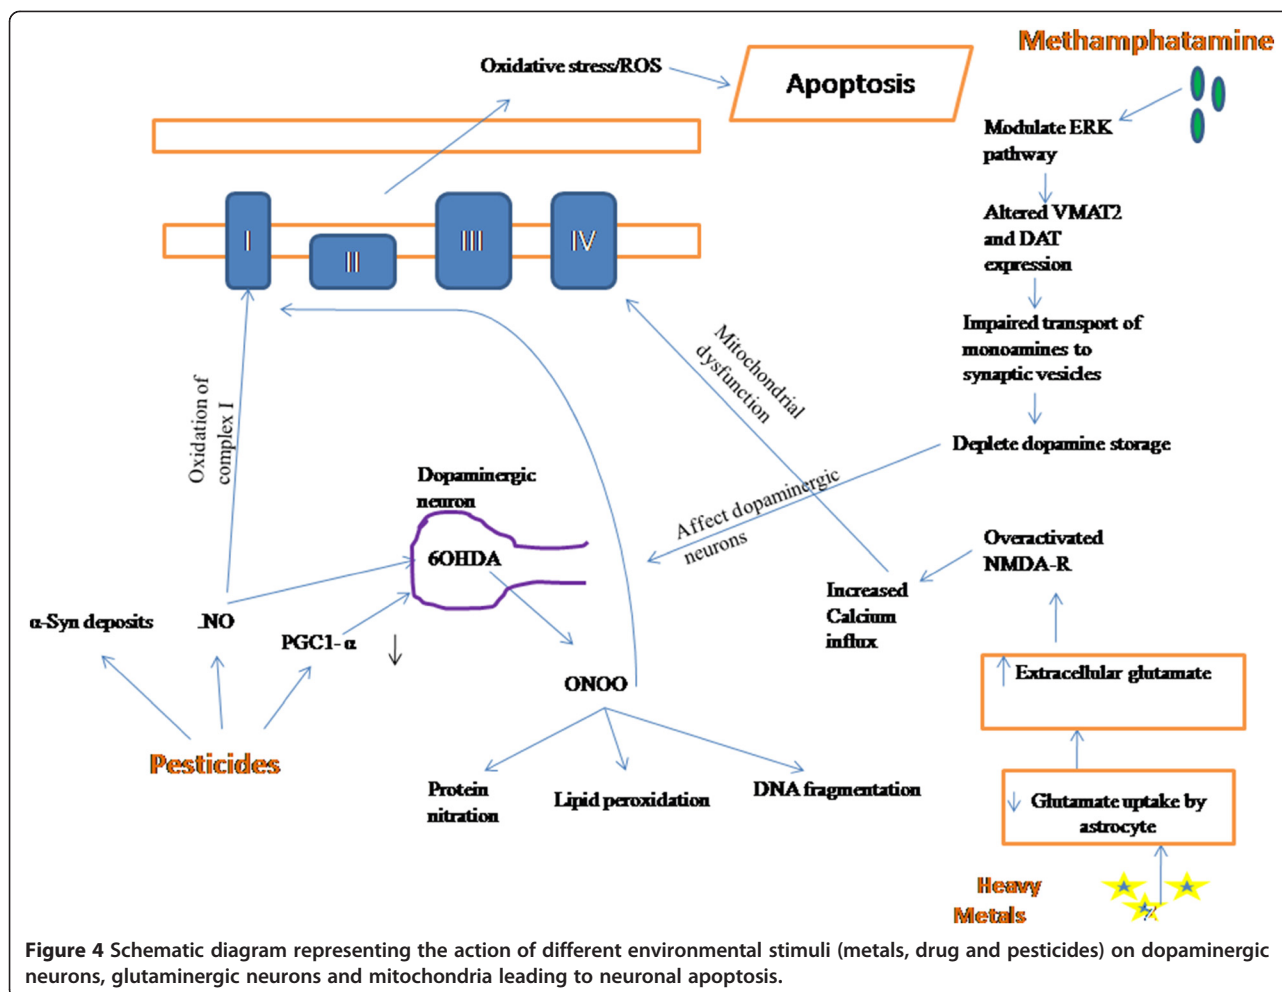 Methamphatamine
Oxidative stress/ROS
Apoptosis
Modulate ERK
pathway
Altered VMAT2
and DAT
expression
Impaired transport of
monoamines to
synaptic vesicles
Deplete dopamine storage
I
II
III
IV
Oxidation of
complex I
Mitochondrial
dysfunction
Affect dopaminergic
neurons
Dopaminergic
neuron
6OHDA
Overactivated
NMDA-R
Increased
Calcium
influx
α-Syn deposits
.NO
PGC1- α
ONOO
Extracellular glutamate
Pesticides
Protein
nitration
Lipid peroxidation
DNA fragmentation
Glutamate uptake by
astrocyte
Heavy
Metals
Figure 4 Schematic diagram representing the action of different environmental stimuli (metals, drug and pesticides) on dopaminergic
neurons, glutaminergic neurons and mitochondria leading to neuronal apoptosis.